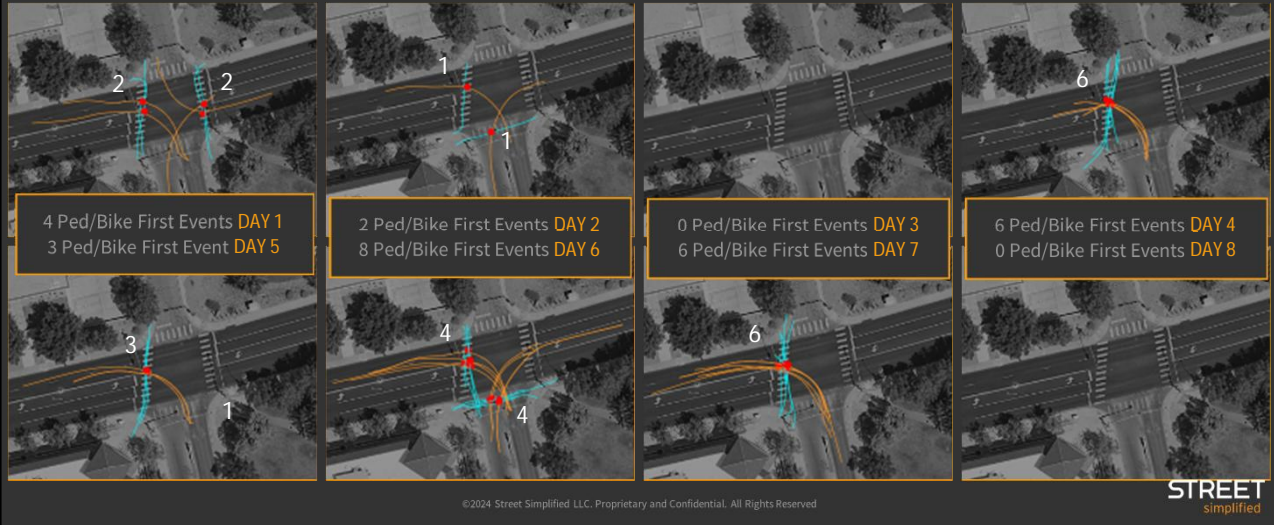 2
2
1
1
6
4 Ped/Bike First Events DAY 1
3 Ped/Bike First Event DAY 5
2 Ped/Bike First Events DAY 2
8 Ped/Bike First Events DAY 6
0 Ped/Bike First Events DAY 3
6 Ped/Bike First Events DAY 7
6 Ped/Bike First Events DAY 4
0 Ped/Bike First Events DAY 8
3
1
4
4
6
©2024 Street Simplified LLC. Proprietary and Confidential. All Rights Reserved
STREET
simplified